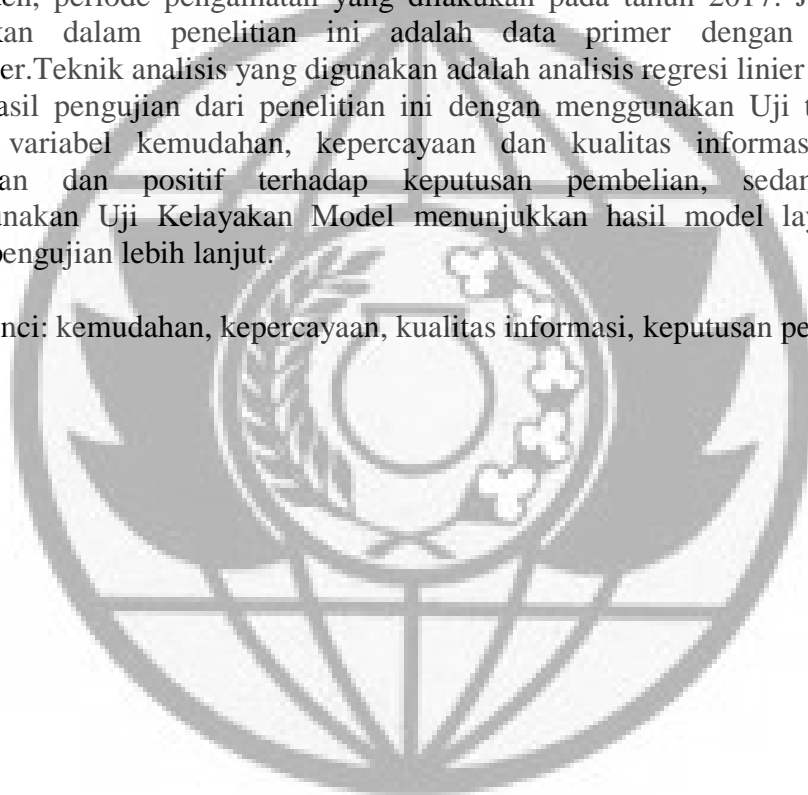 periode pengamatan yang dilakukan pada tahun 2017.
dalam penelitian ini adalah data primer dengan
Teknik analisis yang digunakan adalah analisis regresi linier
pengujian dari penelitian ini dengan menggunakan Uji
variabel kemudahan, kepercayaan dan kualitas
dan positif terhadap keputusan pembelian,
Uji Kelayakan Model menunjukkan hasil model
pengujian lebih lanjut.
kemudahan, kepercayaan, kualitas informasi, keputusan